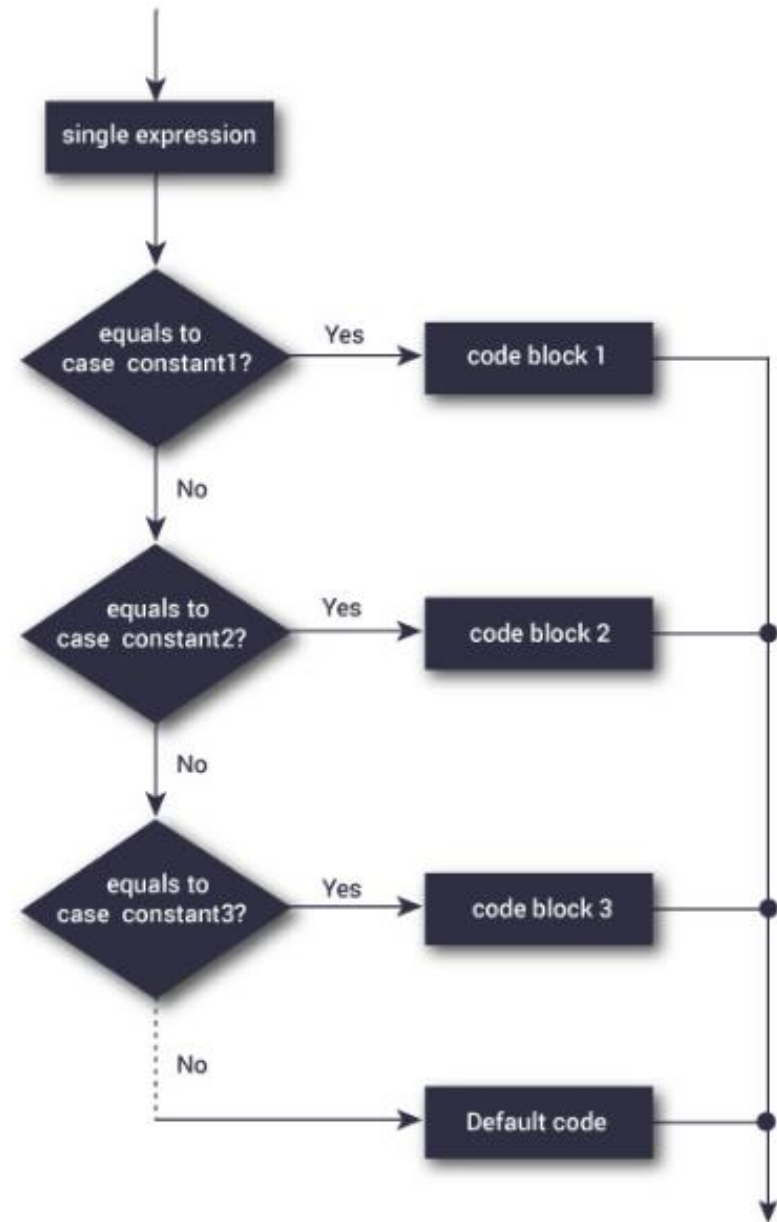 single expression
equals to
case constant1?
Yes
code block 1
No
equals to
case constant2?
Yes
code block 2
No
equals to
case constant3?
Yes
code block 3
No
Default code